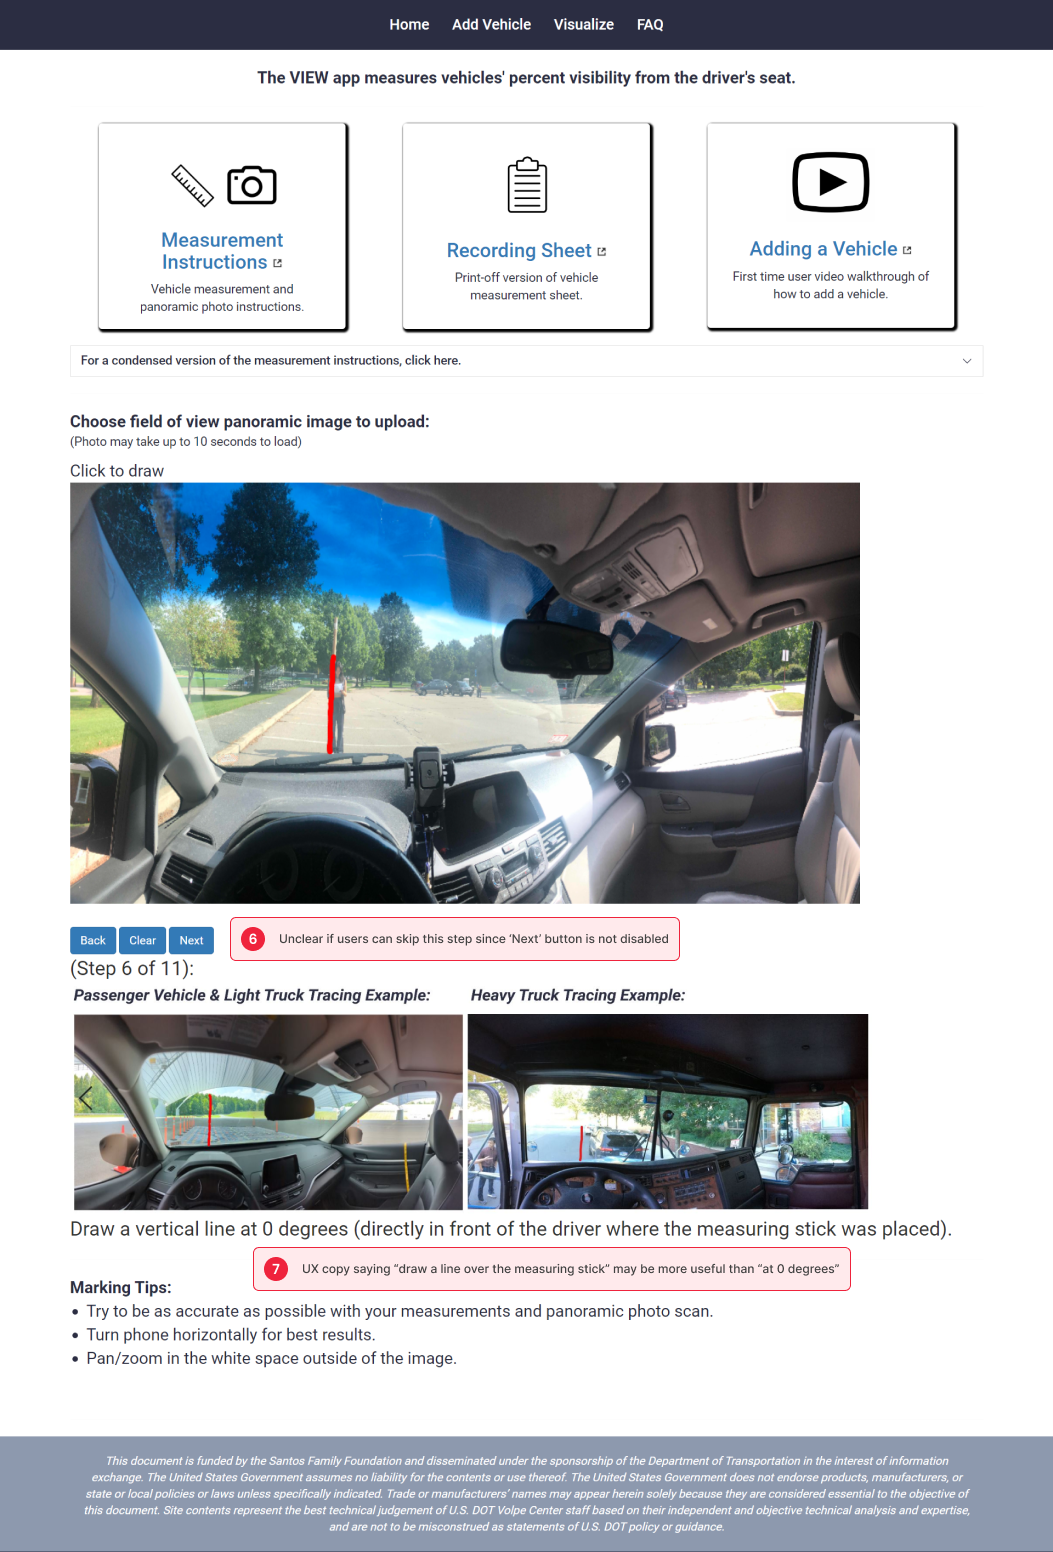 Home Add Vehicle Visualize FAQ
The VIEW app measures vehicles' percent visibility from the driver's seat.
Measurement
Instructions
Vehicle measurement and
panoramic photo instructions.
Recording Sheet
Print-off version of vehicle
measurement sheet.
Adding a Vehicle
First time user video walkthrough of
how to add a vehicle.
For a condensed version of the measurement instructions, click here.
Choose field of view panoramic image to upload:
(Photo may take up to 10 seconds to load)
Click to draw
Back Clear Next
6 Unclear if users can skip this step since ‘Next’ button is not disabled
(Step 6 of 11):
Passenger Vehicle & Light Truck Tracing Example: Heavy Truck Tracing Example:
Draw a vertical line at 0 degrees (directly in front of the driver where the measuring stick was placed).
7 UX copy saying “draw a line over the measuring stick” may be more useful than “at 0 degrees”
Marking Tips:
• Try to be as accurate as possible with your measurements and panoramic photo scan.
• Turn phone horizontally for best results.
• Pan/zoom in the white space outside of the image.
This document is funded by the Santos Family Foundation and disseminated under the sponsorship of the Department of Transportation in the interest of information
exchange. The United States Government assumes no liability for the contents or use thereof. The United States Government does not endorse products, manufacturers, or
state or local policies or laws unless specifically indicated. Trade or manufacturers’ names may appear herein solely because they are considered essential to the objective of
this document. Site contents represent the best technical judgement of U.S. DOT Volpe Center staff based on their independent and objective technical analysis and expertise,
and are not to be misconstrued as statements of U.S. DOT policy or guidance.